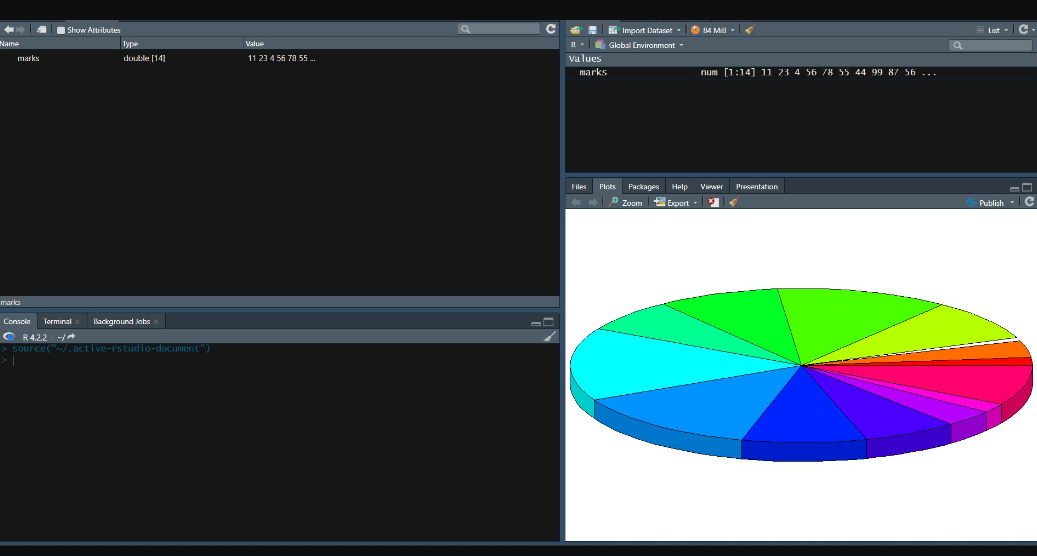 Show Attributes
Name Type Value
marks double [14] 11 23 4 56 78 55 ...
marks
Console Terminal Background Jobs
R 4.2.2 · ~/
> source("~/.active-rstudio-document")
>
Import Dataset 84 MiB List
R Global Environment
Values
marks num [1:14] 11 23 4 56 78 55 44 99 87 56 ...
Files Plots Packages Help Viewer Presentation
Zoom Export Publish